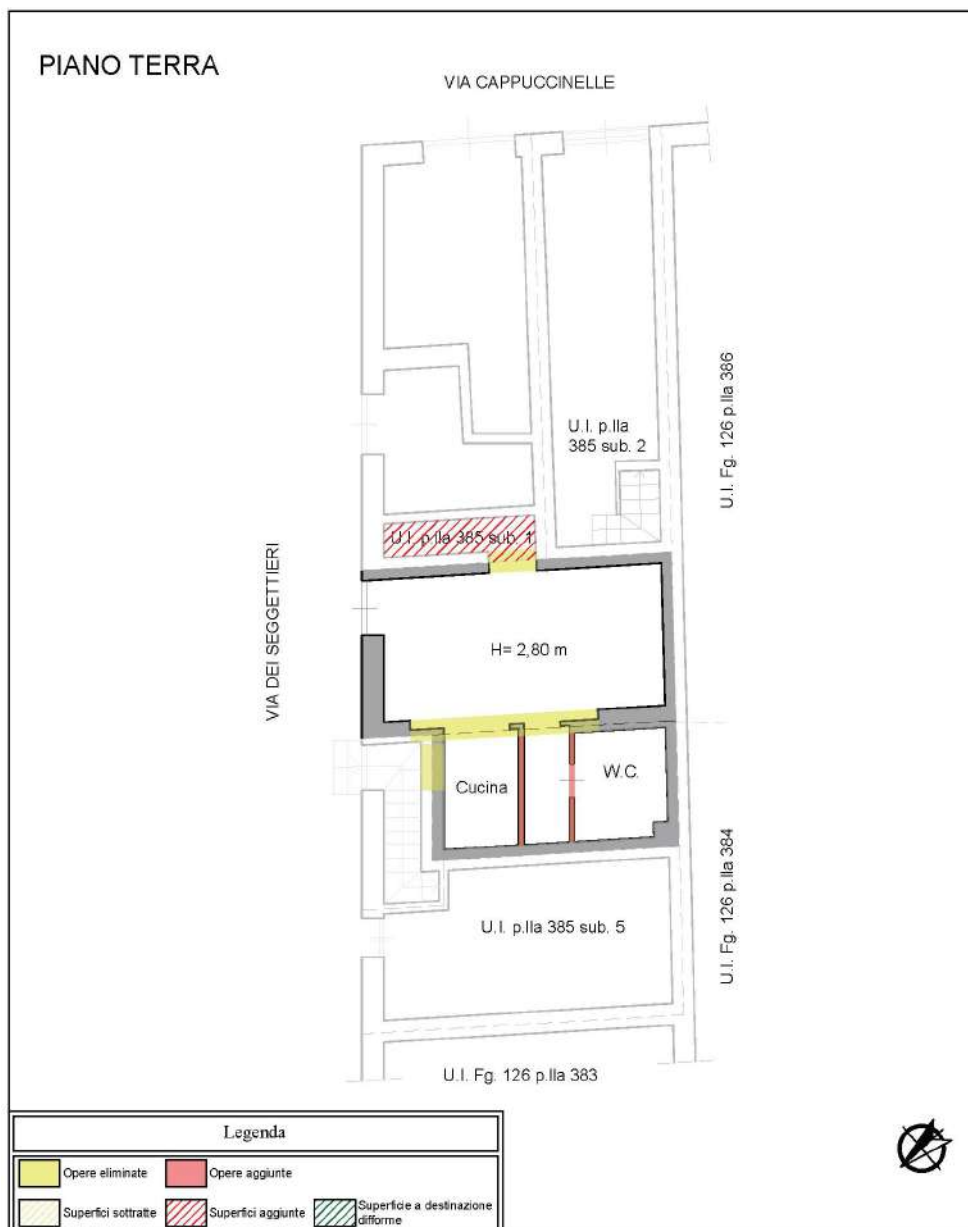 PIANO TERRA
VIA CAPPUCCINELLE
U.I. Fg. 126 p.lla 386
U.I. p.lla
385 sub. 2
U.I. p.lla 385 sub. 1
VIA DEI SEGGETTIERI
H= 2,80 m
Cucina
W.C.
U.I. Fg. 126 p.lla 384
U.I. p.lla 385 sub. 5
U.I. Fg. 126 p.lla 383
Legenda
Opere eliminate
Opere aggiunte
Superfici sottratte
Superfici aggiunte
Superficie a destinazione
difforme